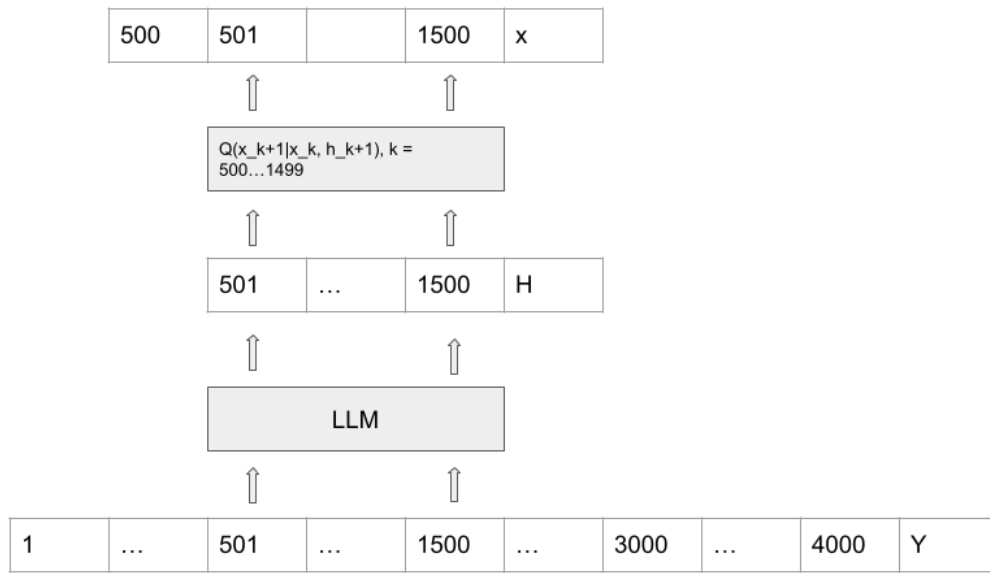 500 501 1500 x
Q(x_k+1|x_k, h_k+1), k =
500...1499
501 ... 1500 H
LLM
1 ... 501 ... 1500 ... 3000 ... 4000 Y